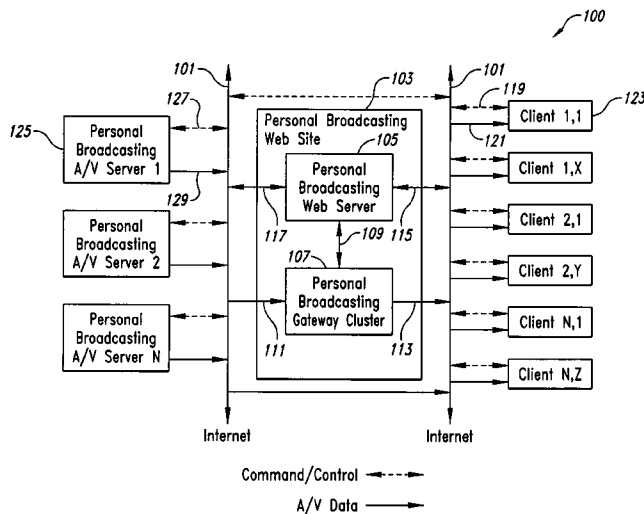 100
101
101
103
119
127
123
125
Personal
Broadcasting
A/V Server 1
Personal Broadcasting
Web Site
105
Client 1,1
121
Personal
Broadcasting
Web Server
Client 1,X
129
117
109
115
Client 2,1
Personal
Broadcasting
A/V Server 2
107
Personal
Broadcasting
Gateway Cluster
Client 2,Y
Personal
Broadcasting
A/V Server N
111
113
Client N,1
Client N,Z
Internet
Internet
Command/Control
A/V Data